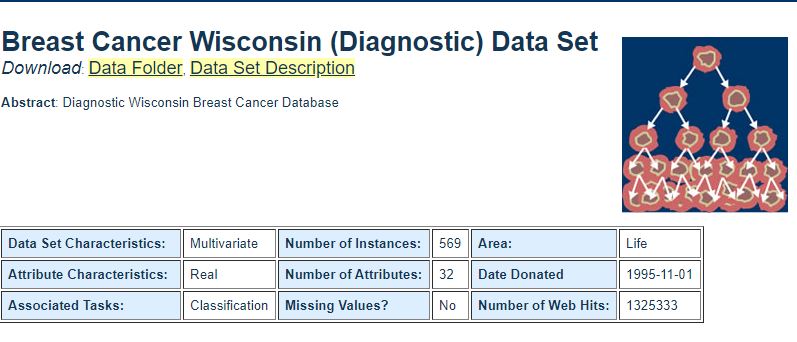 Breast Cancer Wisconsin (Diagnostic) Data Set
Download: Data Folder, Data Set Description
Abstract: Diagnostic Wisconsin Breast Cancer Database
Data Set Characteristics: Multivariate Number of Instances: 569 Area: Life
Attribute Characteristics: Real Number of Attributes: 32 Date Donated 1995-11-01
Associated Tasks: Classification Missing Values? No Number of Web Hits: 1325333